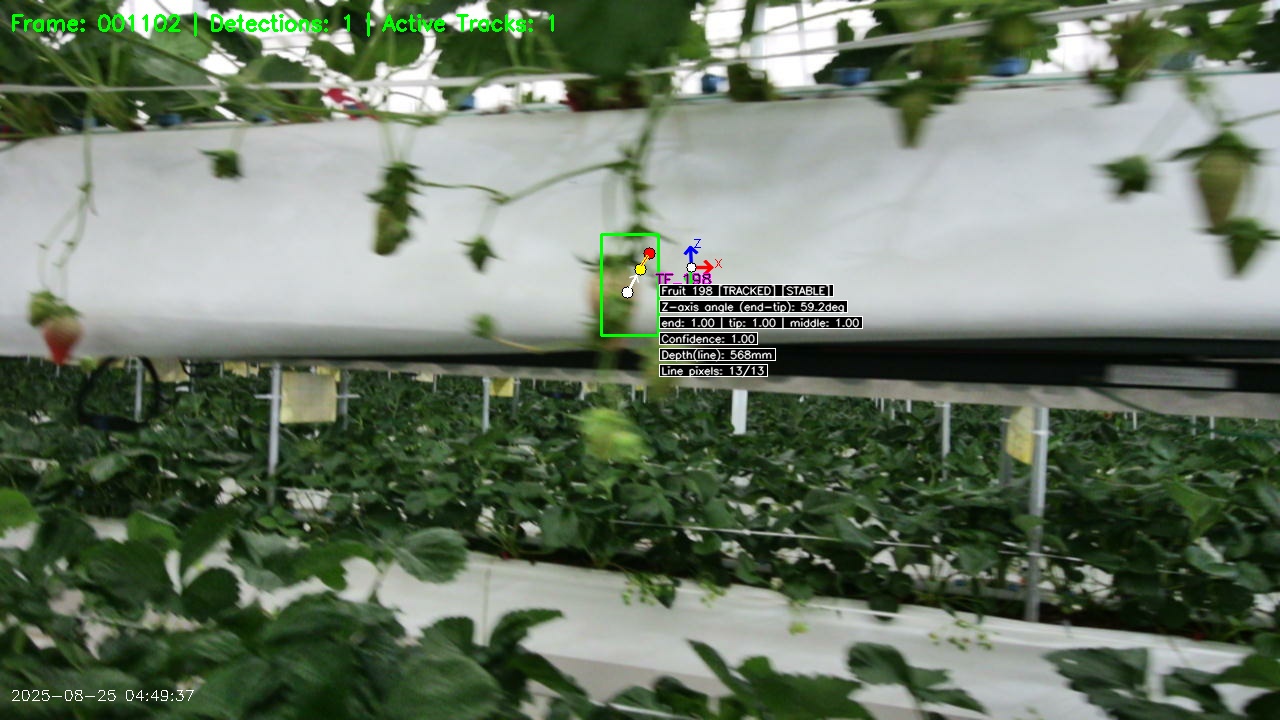 Frame: 001102 | Detections: 1 | Active Tracks: 1
Z
X
TF_198
Fruit 198 [TRACKED] [STABLE]
Z-axis angle (end-tip): 59.2deg
end: 1.00 | tip: 1.00 | middle: 1.00
Confidence: 1.00
Depth(line): 568mm
Line pixels: 13/13
2025-08-25 04:49:37